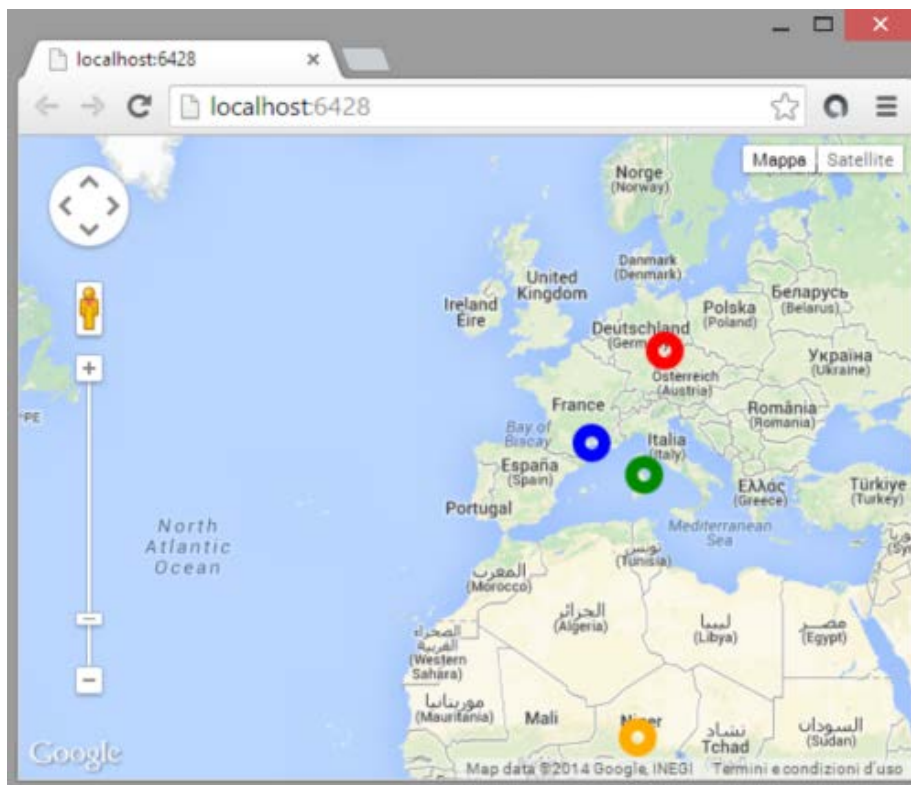 localhost:6428
localhost:6428
Mappa
Satellite
Norge
(Norway)
Danmark
(Denmark)
United
Kingdom
Ireland
Éire
Беларусь
(Belarus)
Polska
(Poland)
Deutschland
Україна
(Ukraine)
Österreich
(Austria)
France
România
(Romania)
Bay of
Biscay
Italia
(Italy)
España
(Spain)
Ελλάς
(Greece)
Türkiye
(Turkey)
Portugal
North
Atlantic
Ocean
Mediterranean
Sea
تونس
(Tunisia)
المغرب
(Morocco)
الجزائر
(Algeria)
ليبيا
(Libya)
مصر
(Egypt)
الصحراء
الغربية
(Western
Sahara)
موريتانيا
(Mauritania)
Mali
Niger
تشاد
Tchad
السودان
(Sudan)
Google
Map data ©2014 Google, INEGI
Termini e condizioni d'uso